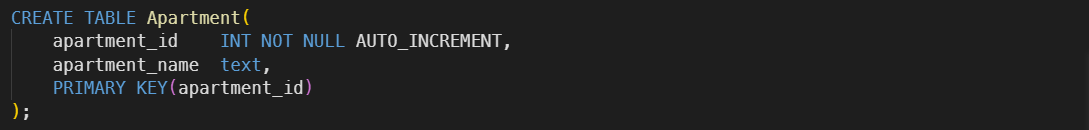 CREATE TABLE Apartment(
    apartment_id    INT NOT NULL AUTO_INCREMENT,
    apartment_name  text,
    PRIMARY KEY(apartment_id)
);